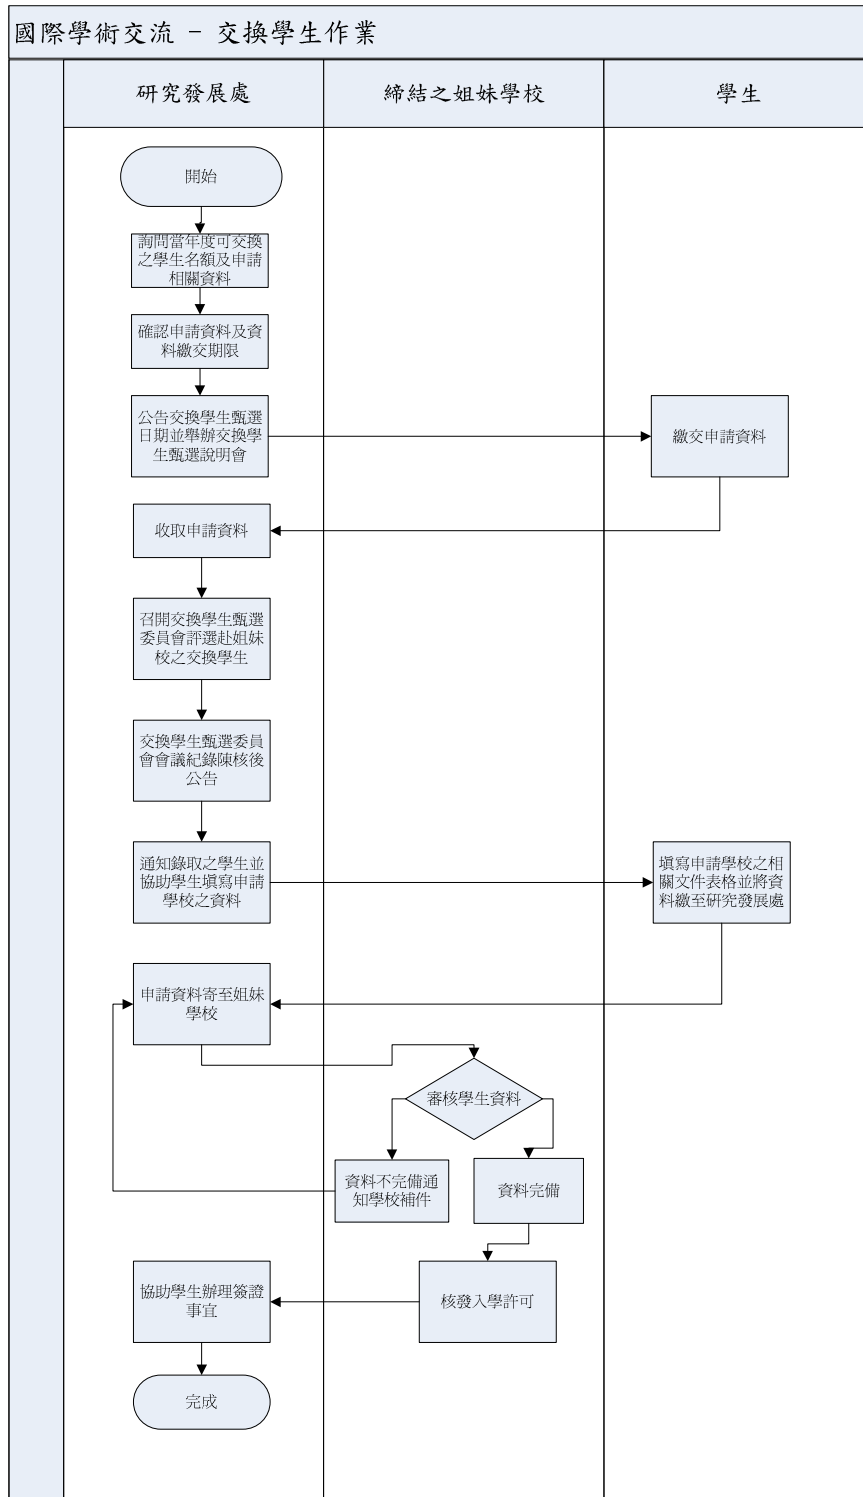 國際學術交流 - 交換學生作業
研究發展處
締結之姐妹學校
學生
開始
詢問當年度可交換
之學生名額及申請
相關資料
確認申請資料及資
料繳交期限
公告交換學生甄選
日期並舉辦交換學
生甄選說明會
繳交申請資料
收取申請資料
召開交換學生甄選
委員會評選赴姐妹
校之交換學生
交換學生甄選委員
會會議紀錄陳核後
公告
通知錄取之學生並
協助學生填寫申請
學校之資料
填寫申請學校之相
關文件表格並將資
料繳至研究發展處
申請資料寄至姐妹
學校
審核學生資料
資料不完備通
知學校補件
資料完備
核發入學許可
協助學生辦理簽證
事宜
完成